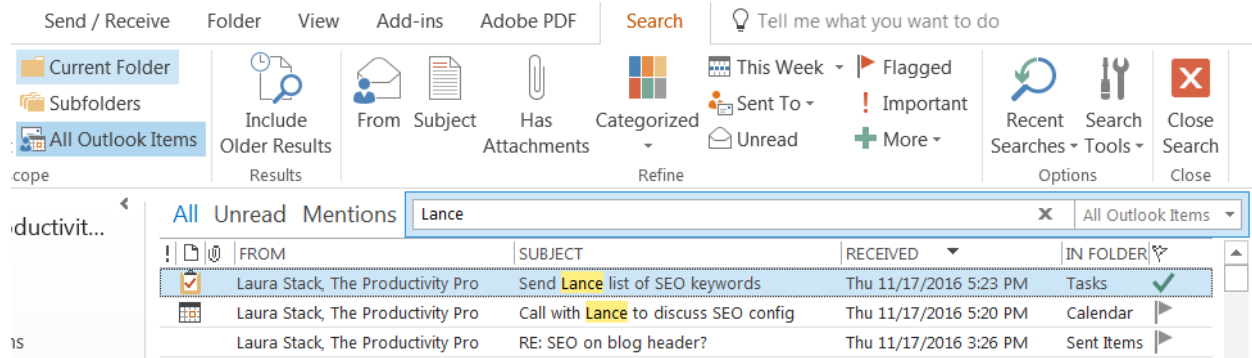 Send / Receive Folder View Add-ins Adobe PDF Search Tell me what you want to do
Current Folder
Subfolders
All Outlook Items
cope
Include
Older Results
Results
From
Subject
Has
Attachments
Categorized
This Week
Sent To
Unread
Flagged
! Important
More
Refine
Recent
Searches
Search
Tools
Options
Close
Search
Close
ductivit...
All Unread Mentions Lance All Outlook Items
! FROM SUBJECT RECEIVED IN FOLDER
Laura Stack, The Productivity Pro Send Lance list of SEO keywords Thu 11/17/2016 5:23 PM Tasks
Laura Stack, The Productivity Pro Call with Lance to discuss SEO config Thu 11/17/2016 5:20 PM Calendar
Laura Stack, The Productivity Pro RE: SEO on blog header? Thu 11/17/2016 3:26 PM Sent Items
ns